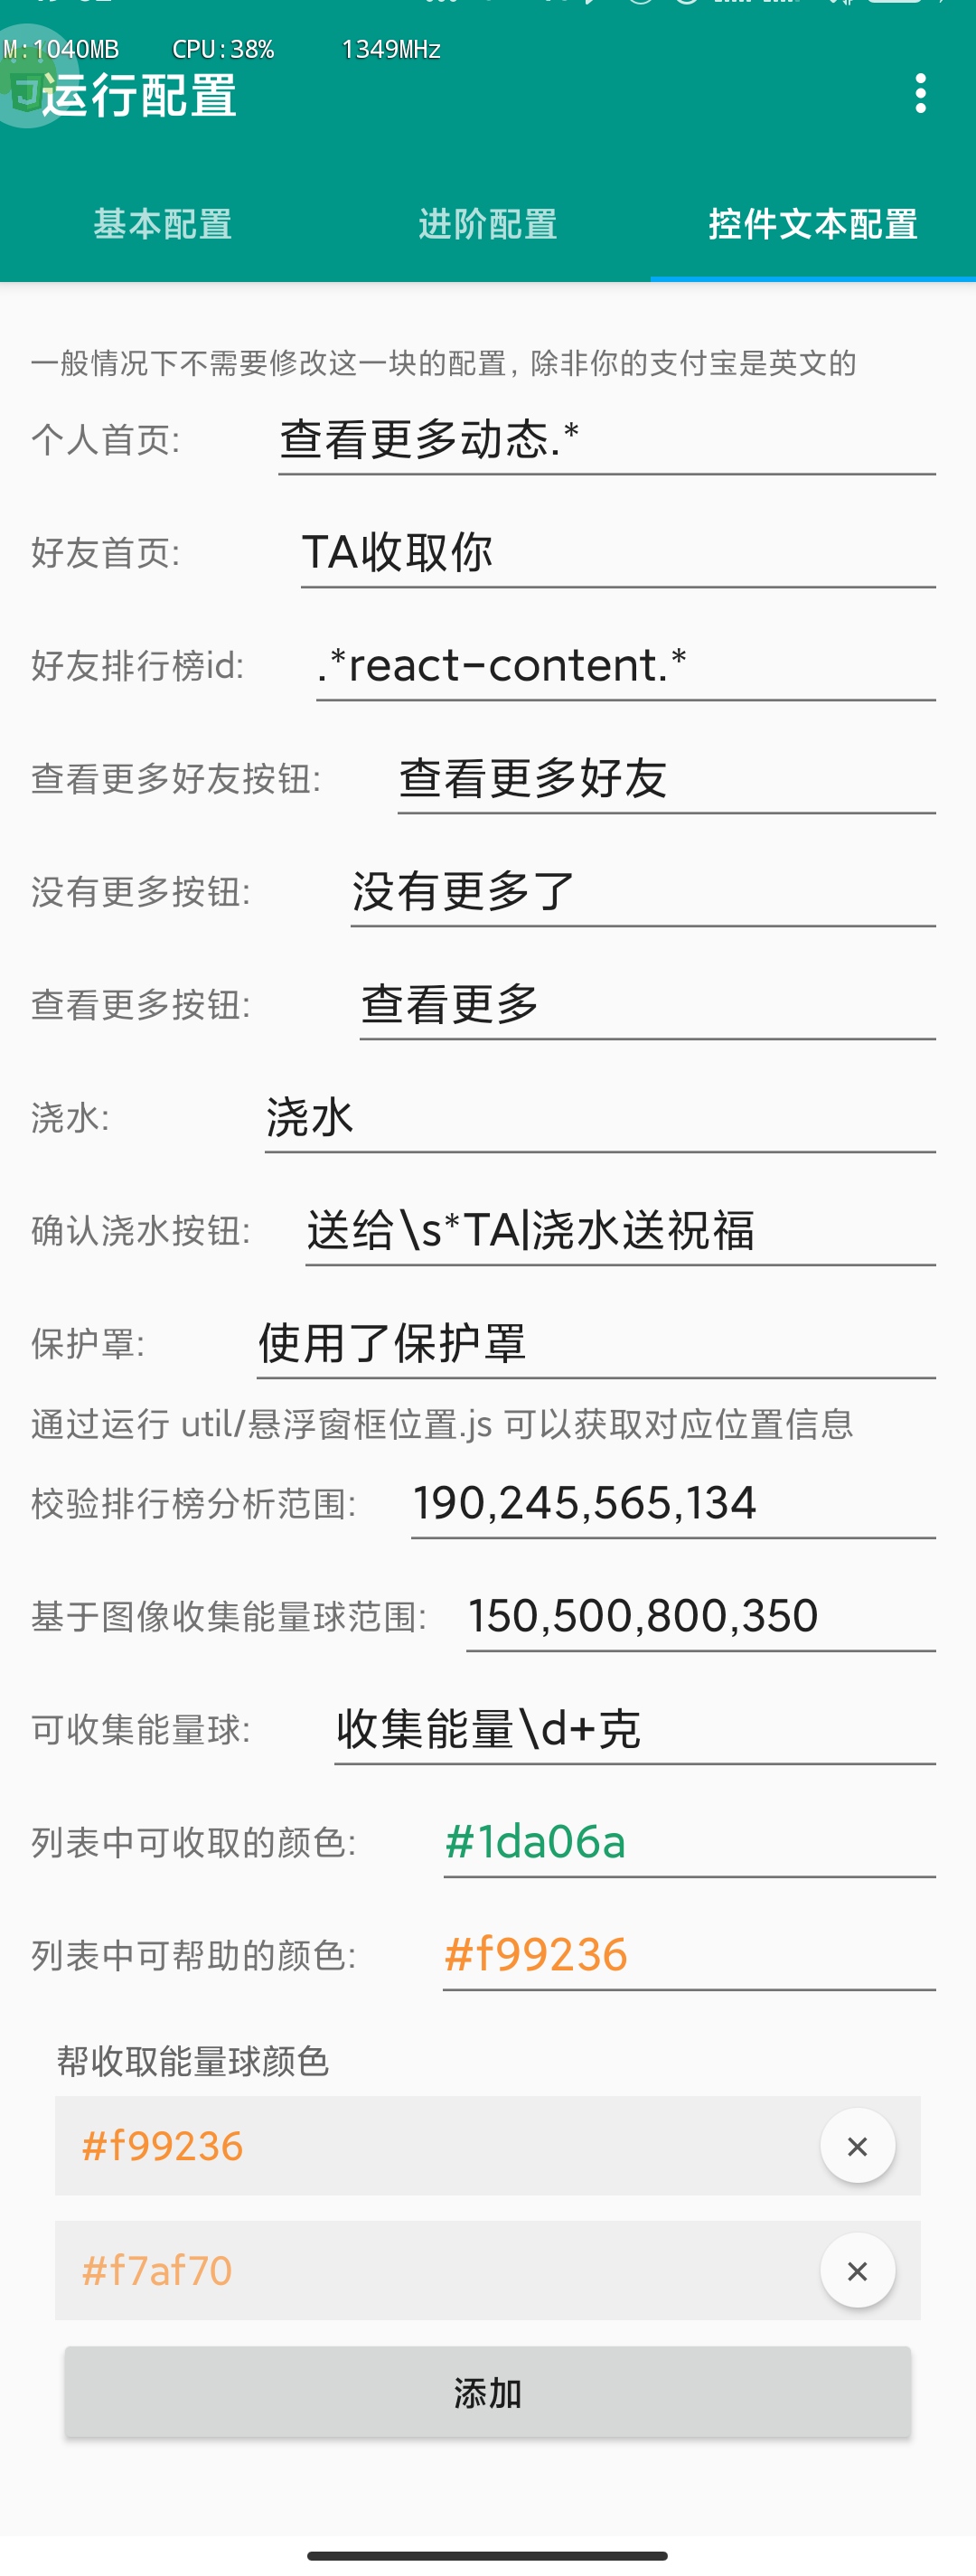 M:1040MB CPU:38% 1349MHz
运行配置
基本配置 进阶配置 控件文本配置
一般情况下不需要修改这一块的配置, 除非你的支付宝是英文的
个人首页: 查看更多动态.*
好友首页: TA收取你
好友排行榜id: .*react-content.*
查看更多好友按钮: 查看更多好友
没有更多按钮: 没有更多了
查看更多按钮: 查看更多
浇水: 浇水
确认浇水按钮: 送给\s*TA|浇水送祝福
保护罩: 使用了保护罩
通过运行 util/悬浮窗框位置.js 可以获取对应位置信息
校验排行榜分析范围: 190,245,565,134
基于图像收集能量球范围: 150,500,800,350
可收集能量球: 收集能量\d+克
列表中可收取的颜色: #1da06a
列表中可帮助的颜色: #f99236
帮收取能量球颜色
#f99236
#f7af70
添加